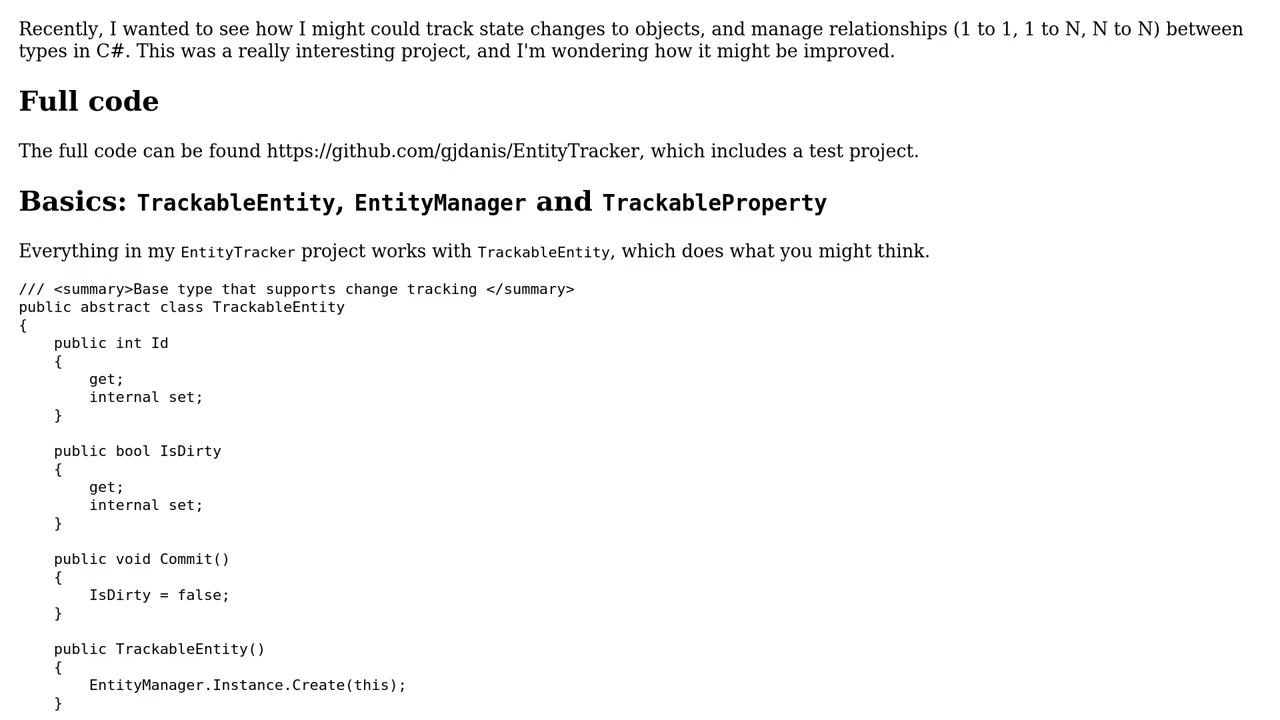 Recently, I wanted to see how I might could track state changes to objects, and manage relationships (1 to 1, 1 to N, N to N) between
types in C#. This was a really interesting project, and I'm wondering how it might be improved.
Full code
The full code can be found https://github.com/gjdanis/EntityTracker, which includes a test project.
Basics: TrackableEntity, EntityManager and TrackableProperty
Everything in my EntityTracker project works with TrackableEntity, which does what you might think.
/// <summary>Base type that supports change tracking </summary>
public abstract class TrackableEntity
{
    public int Id
    {
        get;
        internal set;
    }
    public bool IsDirty
    {
        get;
        internal set;
    }
    public void Commit()
    {
        IsDirty = false;
    }
    public TrackableEntity()
    {
        EntityManager.Instance.Create(this);
    }